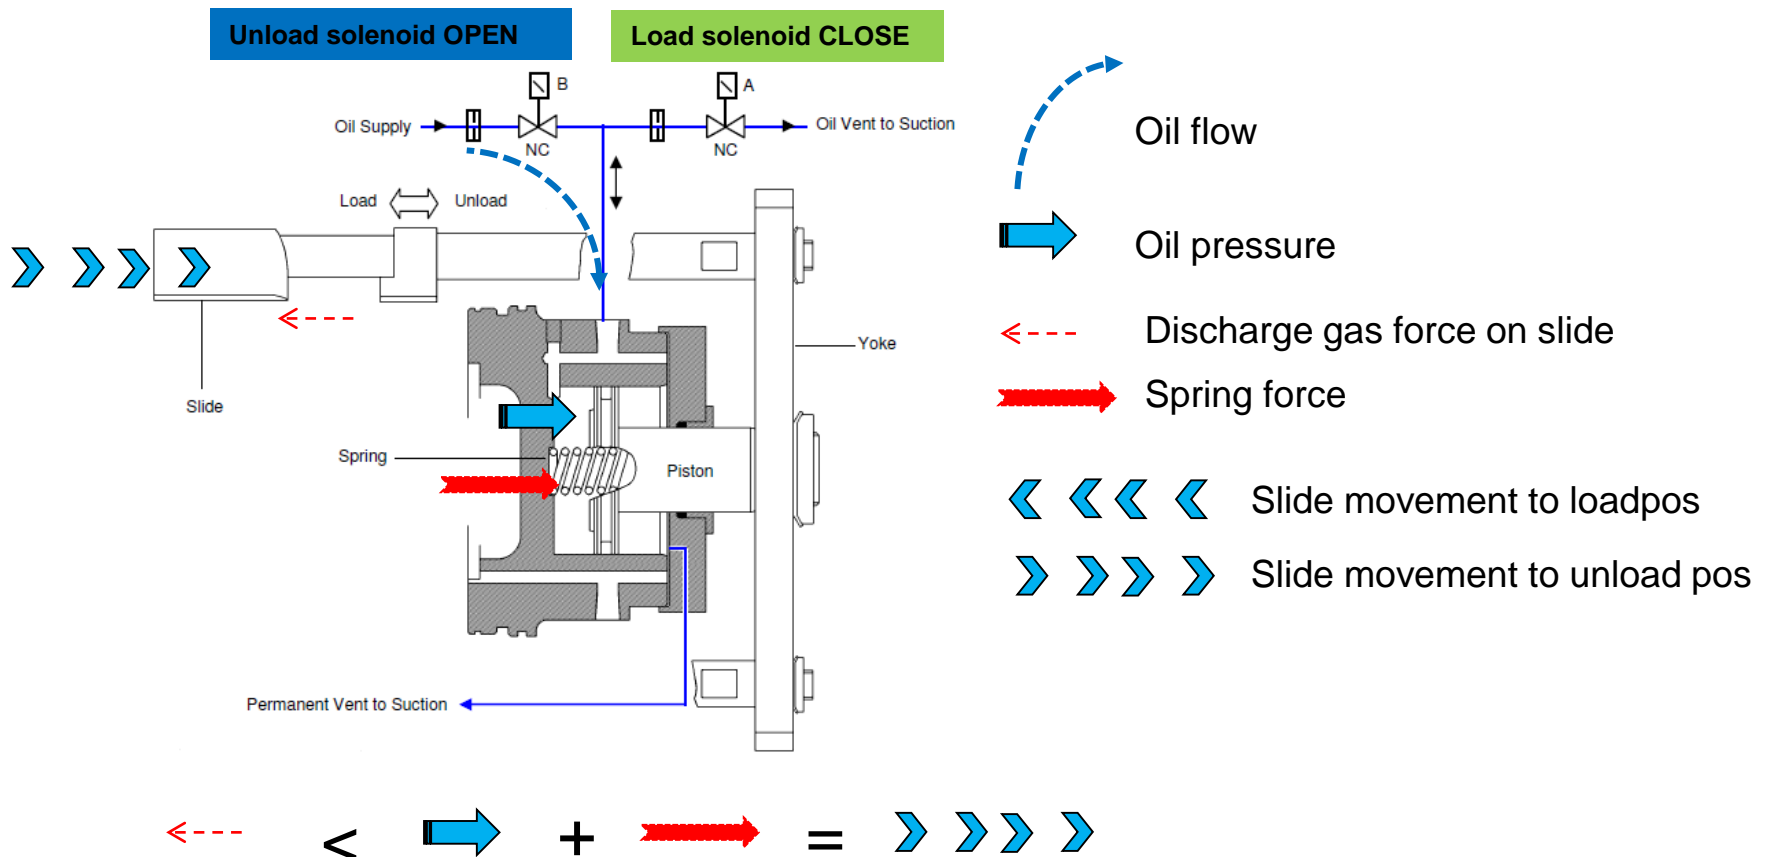 Unload solenoid OPEN
Load solenoid CLOSE
B
A
Oil Supply
Oil Vent to Suction
NC
NC
Oil flow
Load
Unload
Oil pressure
Discharge gas force on slide
Yoke
Slide
Spring force
Spring
Piston
Slide movement to loadpos
Slide movement to unload pos
Permanent Vent to Suction
< + =